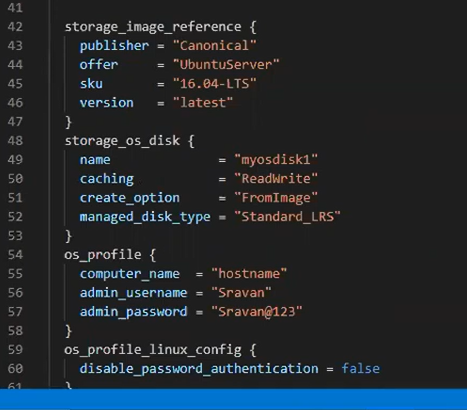 41
42 storage_image_reference {
43 publisher = "Canonical"
44 offer     = "UbuntuServer"
45 sku       = "16.04-LTS"
46 version   = "latest"
47 }
48 storage_os_disk {
49 name              = "myosdisk1"
50 caching           = "ReadWrite"
51 create_option     = "FromImage"
52 managed_disk_type = "Standard_LRS"
53 }
54 os_profile {
55 computer_name  = "hostname"
56 admin_username = "Sravan"
57 admin_password = "Sravan@123"
58 }
59 os_profile_linux_config {
60 disable_password_authentication = false
61 }